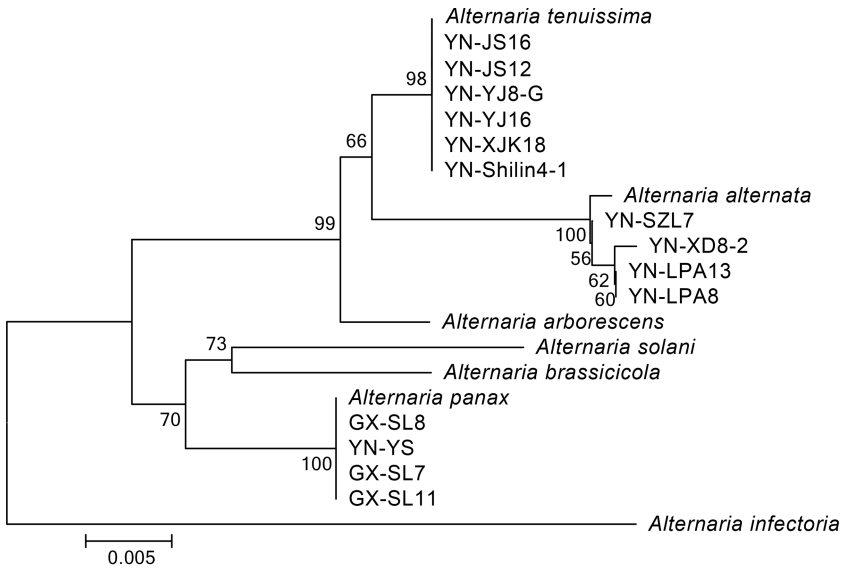 Alternaria tenuissima
YN-JS16
YN-JS12
98
YN-YJ8-G
YN-YJ16
66
YN-XJK18
YN-Shilin4-1
Alternaria alternata
99
YN-SZL7
100
YN-XD8-2
56
YN-LPA13
62
YN-LPA8
60
Alternaria arborescens
73
Alternaria solani
Alternaria brassicicola
Alternaria panax
70
GX-SL8
YN-YS
100
GX-SL7
GX-SL11
Alternaria infectoria
0.005